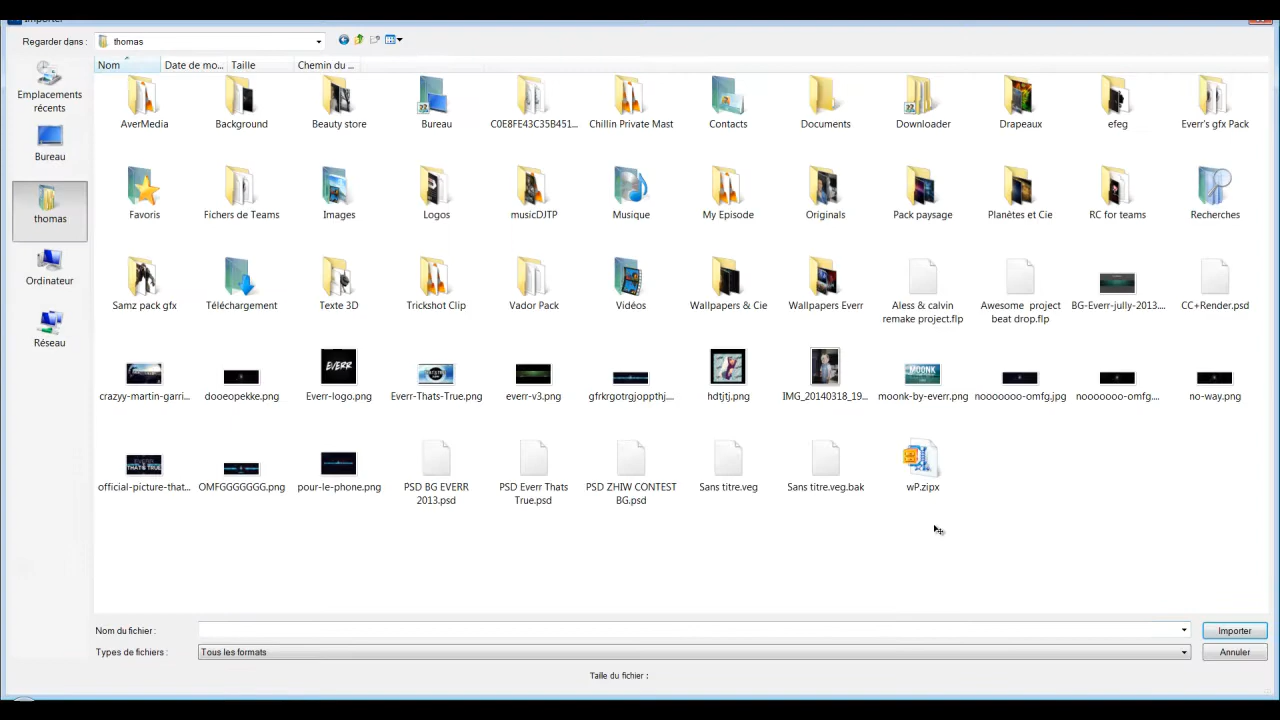 Importer
Regarder dans :
thomas
Nom
Date de mo...
Taille
Chemin du ...
Emplacements
récents
Bureau
thomas
Ordinateur
Réseau
AverMedia
Background
Beauty store
Bureau
C0E8FE43C35B451...
Chillin Private Mast
Contacts
Documents
Downloader
Drapeaux
efeg
Everr's gfx Pack
Favoris
Fichers de Teams
Images
Logos
musicDJTP
Musique
My Episode
Originals
Pack paysage
Planètes et Cie
RC for teams
Recherches
Samz pack gfx
Téléchargement
Texte 3D
Trickshot Clip
Vador Pack
Vidéos
Wallpapers & Cie
Wallpapers Everr
Aless & calvin
remake project.flp
Awesome project
beat drop.flp
BG-Everr-jully-2013....
CC+Render.psd
crazyy-martin-garri...
dooeopekke.png
EVERR
Everr-logo.png
Everr-Thats-True.png
everr-v3.png
gfrkrgotrgjoppthj....
hdtjtj.png
IMG_20140318_19...
MOONK
moonk-by-everr.png
nooooooo-omfg.jpg
nooooooo-omfg....
no-way.png
official-picture-that...
OMFGGGGGGG.png
pour-le-phone.png
PSD BG EVERR
2013.psd
PSD Everr Thats
True.psd
PSD ZHIW CONTEST
BG.psd
Sans titre.veg
Sans titre.veg.bak
wP.zipx
Nom du fichier :
Importer
Types de fichiers :
Tous les formats
Annuler
Taille du fichier :